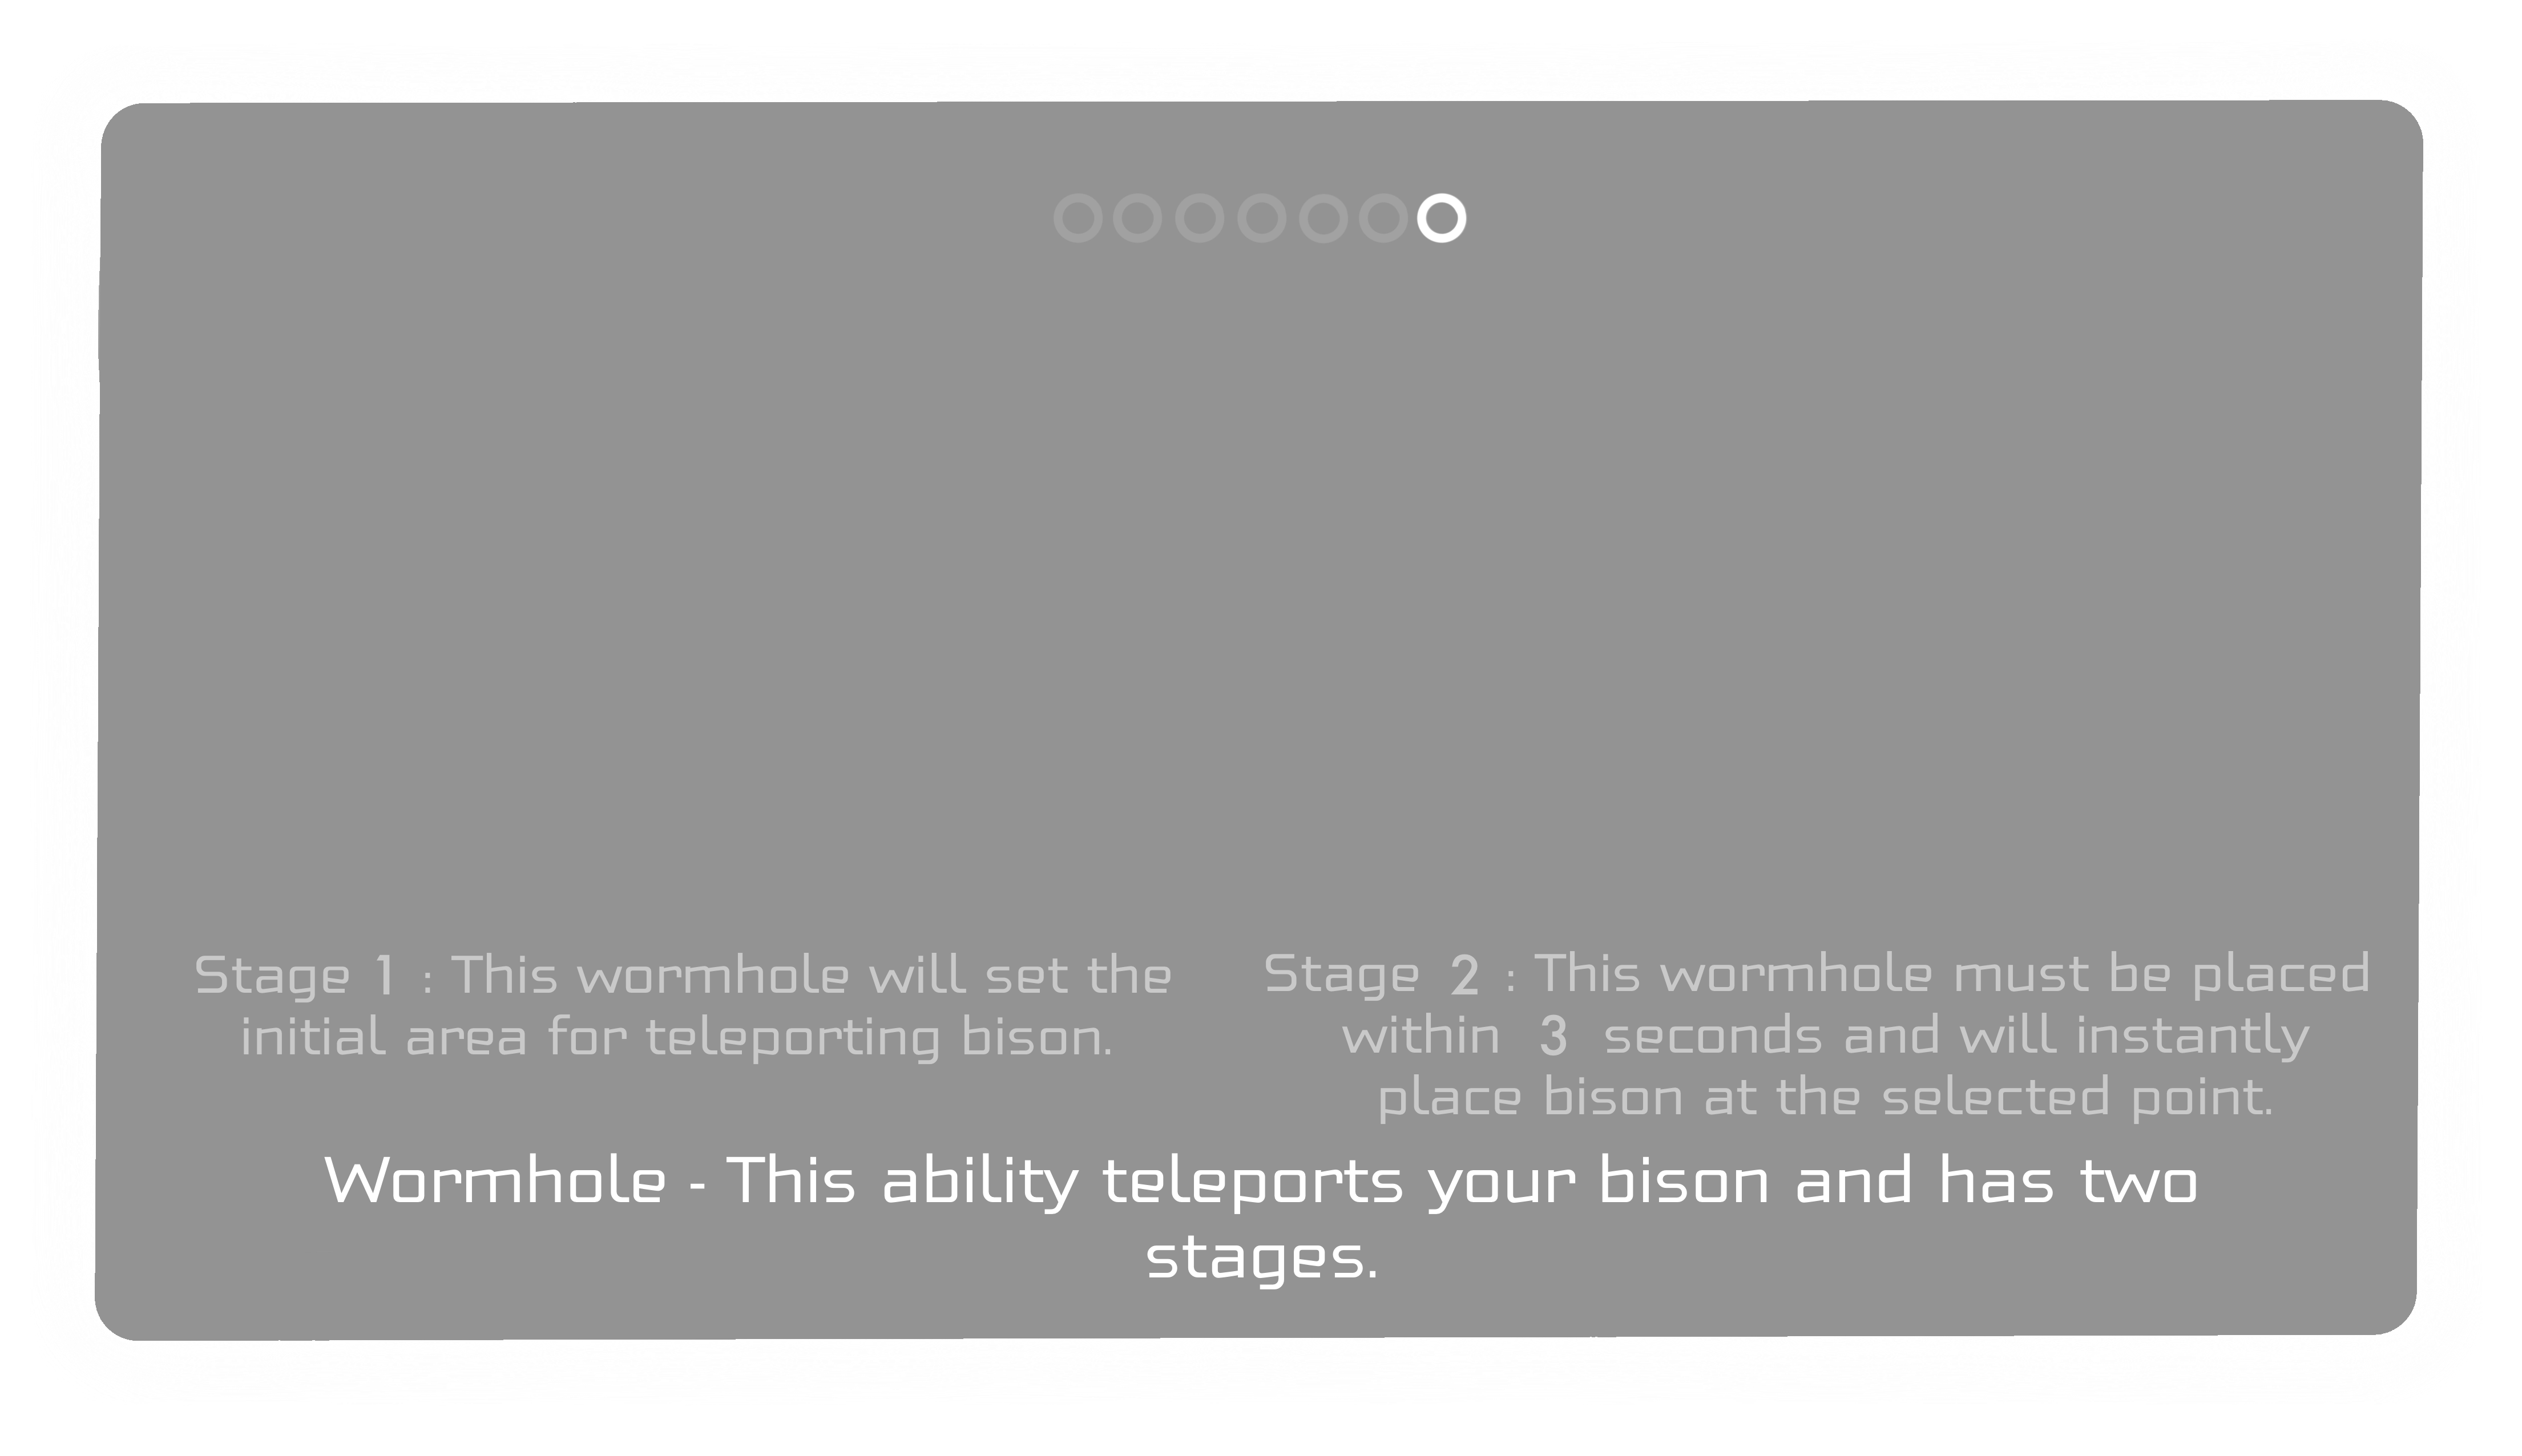 Stage 1 : This wormhole will set the
initial area for teleporting bison.
Stage 2 : This wormhole must be placed
within 3 seconds and will instantly
place bison at the selected point.
Wormhole - This ability teleports your bison and has two
stages.